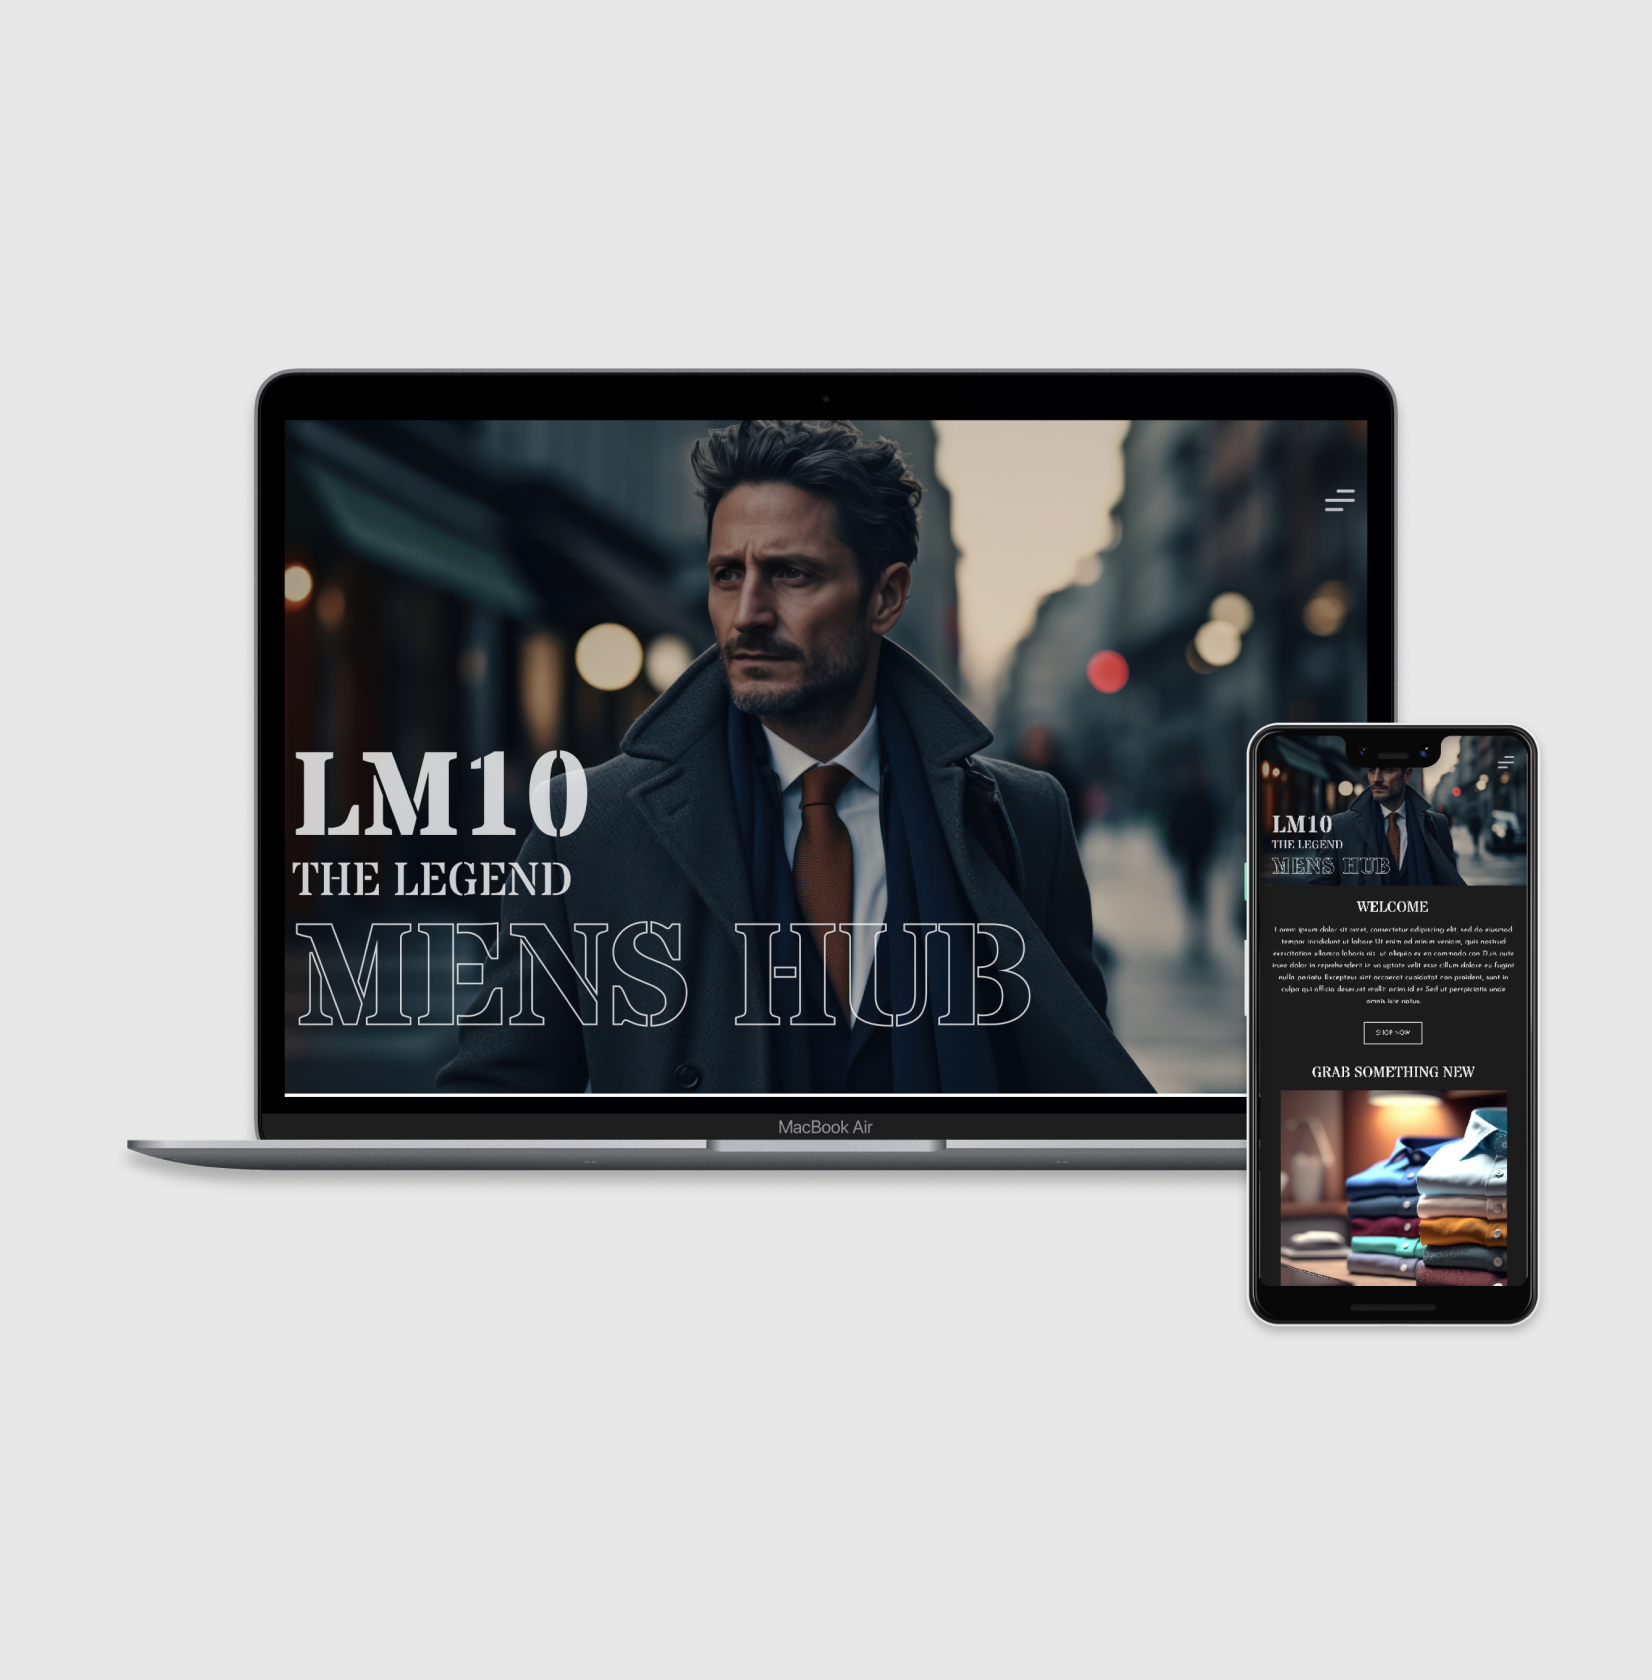 LM10
THE LEGEND
MENS HUB
MacBook Air
LM10
THE LEGEND
MENS HUB
WELCOME
Lorem ipsum dolor sit amet, consectetur adipiscing elit, sed do eiusmod
tempor incididunt ut labore Ut enim ad minim veniam, quis nostrud
exercitation ullamco laboris nisi ut aliquip ex ea commodo con Duis aute
irure dolor in reprehenderit in voluptate velit esse cillum dolore eu fugiat
nulla pariatu Excepteur sint occaecat cupidatat con proident, sunt in
culpa qui officia deserunt mollit anim id et Sed ut perspiciatis unde
omnis iste natus.
SHOP NOW
GRAB SOMETHING NEW